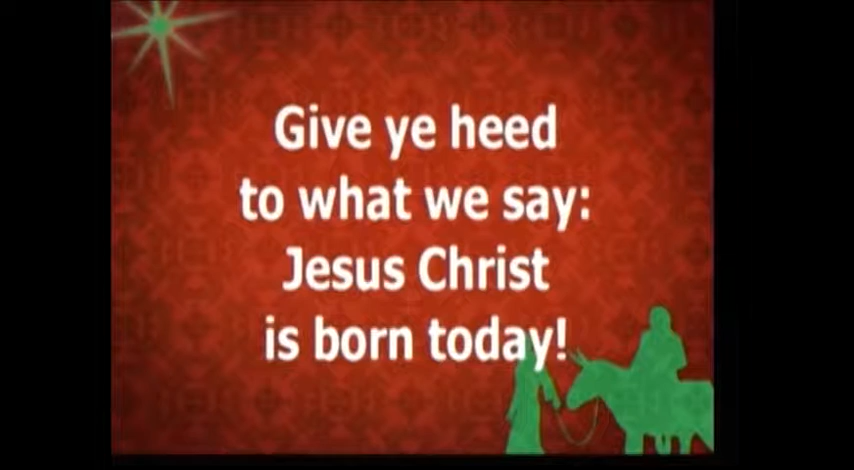 Give ye heed
to what we say:
Jesus Christ
is born today!